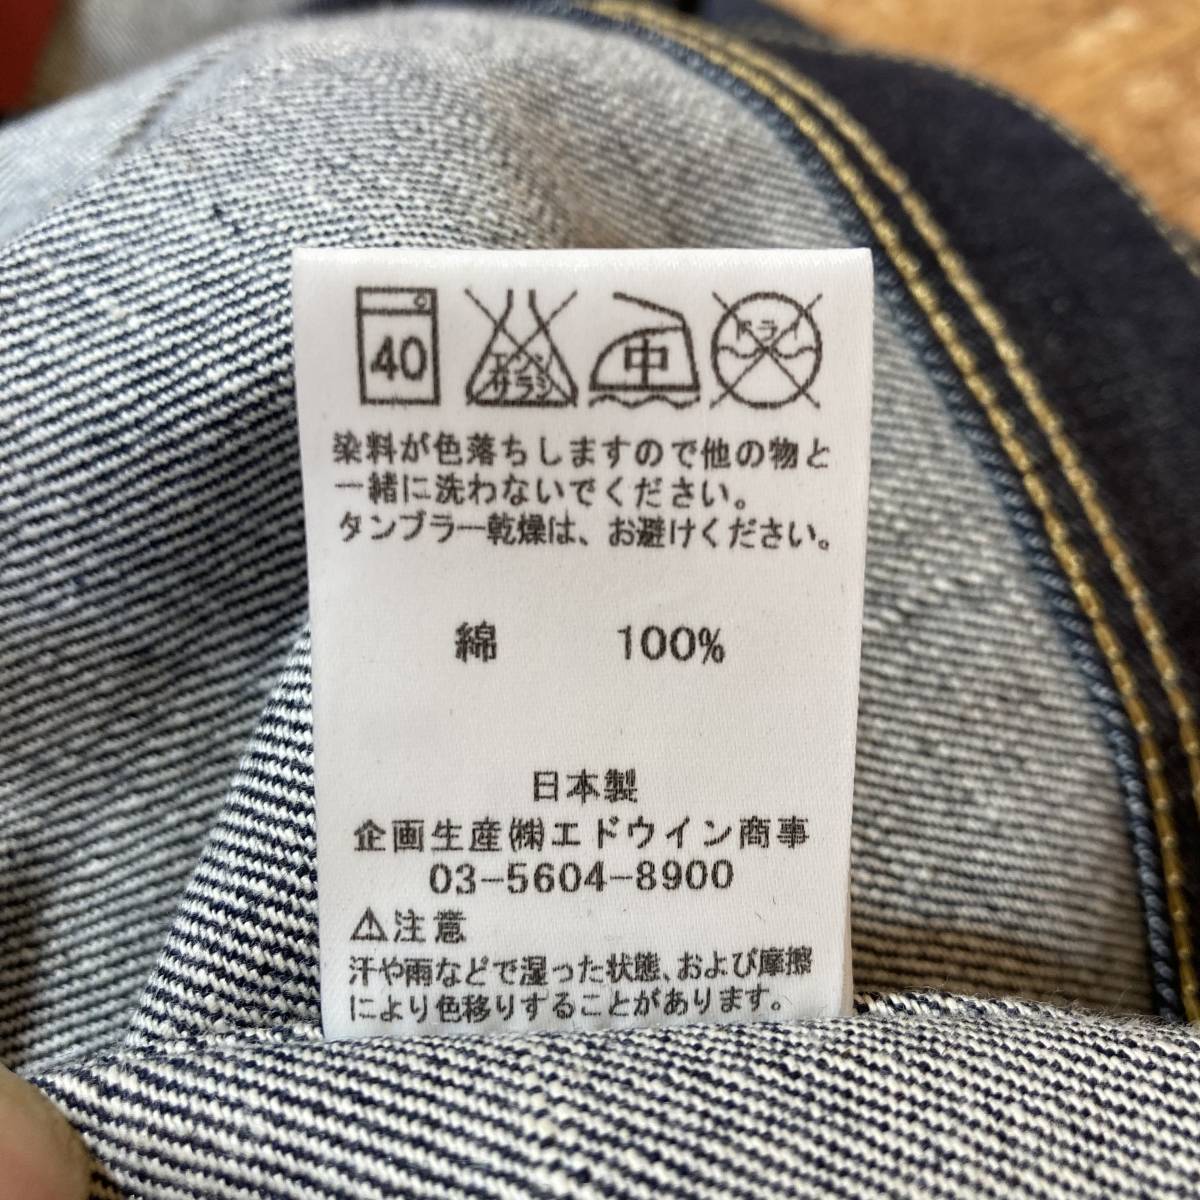 40 エンソ サラシ 中 ドライ
染料が色落ちしますので他の物と
一緒に洗わないでください。
タンブラー乾燥は、お避けください。
綿 100%
日本製
企画生産㈱エドウイン商事
03-5604-8900
⚠注意
汗や雨などで湿った状態、および摩擦
により色移りすることがあります。